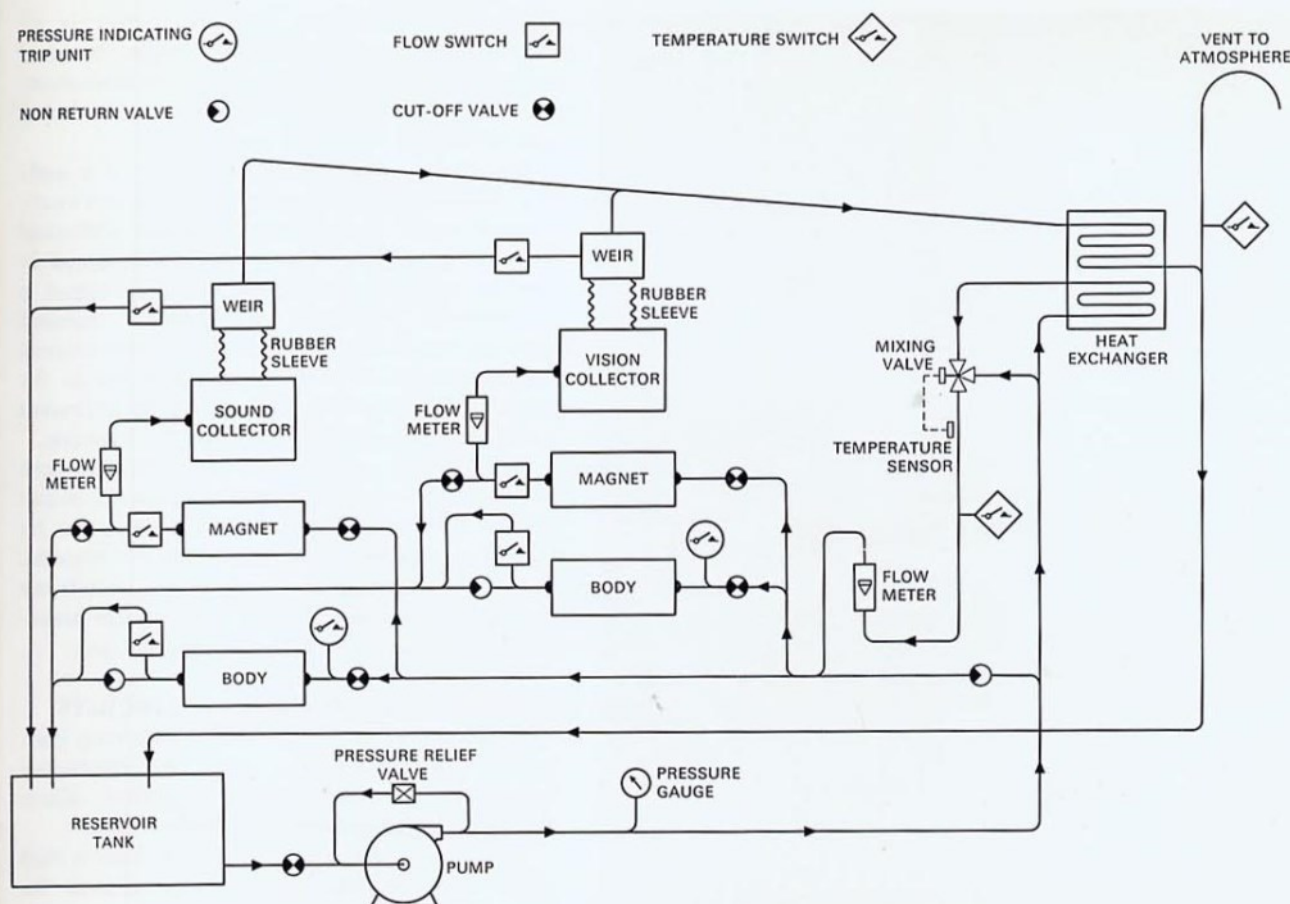 PRESSURE INDICATING
TRIP UNIT
FLOW SWITCH
TEMPERATURE SWITCH
VENT TO
ATMOSPHERE
NON RETURN VALVE
CUT-OFF VALVE
WEIR
RUBBER
SLEEVE
WEIR
RUBBER
SLEEVE
HEAT
EXCHANGER
MIXING
VALVE
VISION
COLLECTOR
SOUND
COLLECTOR
FLOW
METER
TEMPERATURE
SENSOR
FLOW
METER
MAGNET
MAGNET
BODY
FLOW
METER
BODY
PRESSURE RELIEF
VALVE
PRESSURE
GAUGE
RESERVOIR
TANK
PUMP